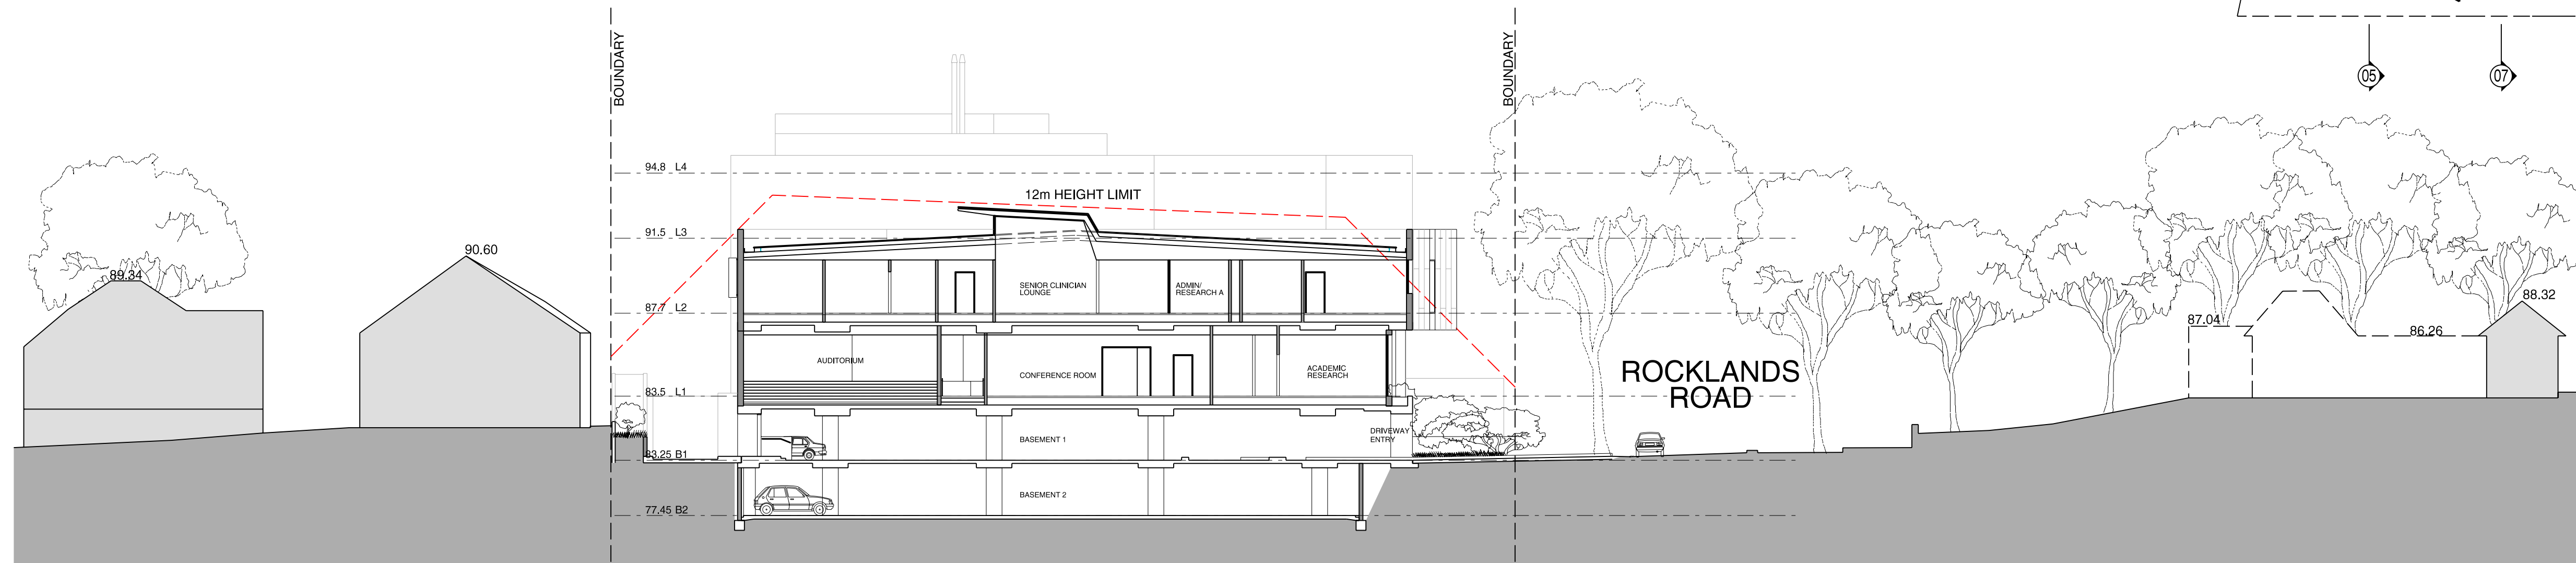 BOUNDARY
BOUNDARY
05
07
94.8 L4
12m HEIGHT LIMIT
91.5 L3
90.60
89.34
SENIOR CLINICIAN
LOUNGE
ADMIN/
RESEARCH A
87.7 L2
88.32
87.04
86.26
AUDITORIUM
CONFERENCE ROOM
ACADEMIC
RESEARCH
ROCKLANDS
ROAD
83.5 L1
DRIVEWAY
ENTRY
BASEMENT 1
83.25 B1
BASEMENT 2
77.45 B2